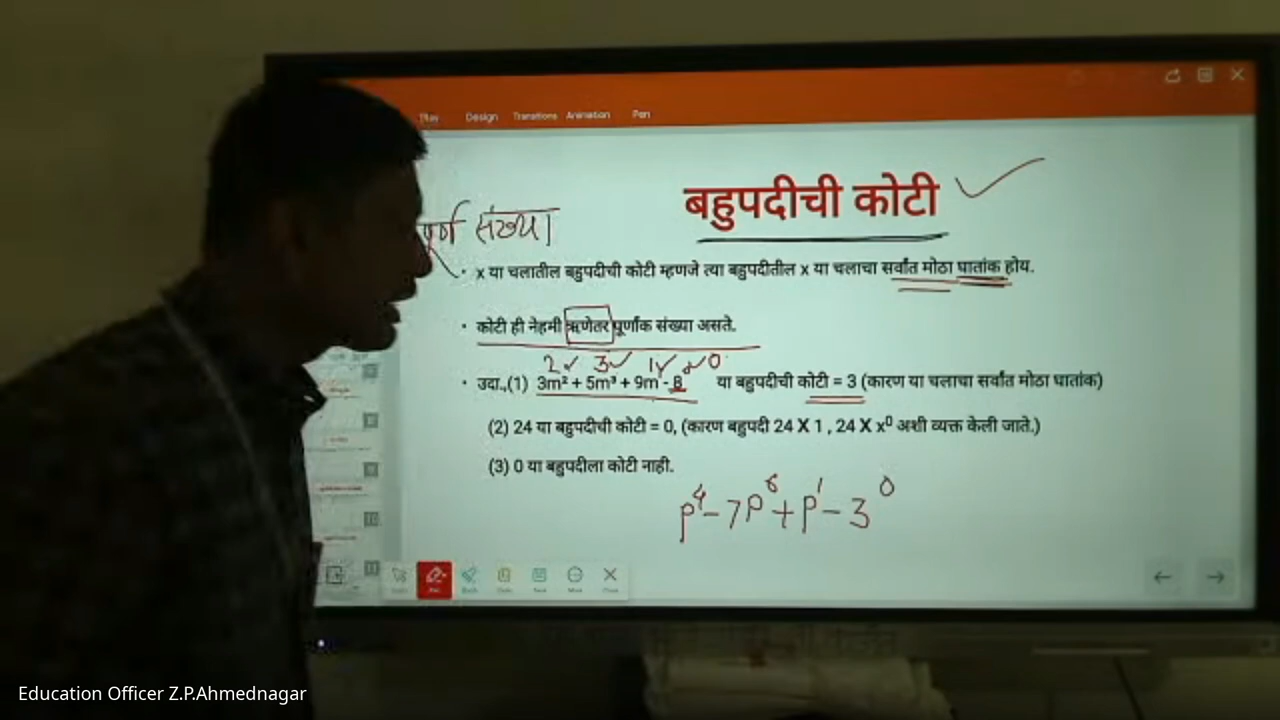 Play Design Transitions Animation Pen
बहुपदीची कोटी
पूर्ण संख्या
• x या चलातील बहुपदीची कोटी म्हणजे त्या बहुपदीतील x या चलाचा सर्वांत मोठा घातांक होय.
• कोटी ही नेहमी ऋणेतर पूर्णांक संख्या असते.
2 3 1 0
• उदा.,(1) 3m² + 5m³ + 9m¹ - 8 या बहुपदीची कोटी = 3 (कारण या चलाचा सर्वांत मोठा घातांक)
(2) 24 या बहुपदीची कोटी = 0, (कारण बहुपदी 24 X 1 , 24 X x⁰ अशी व्यक्त केली जाते.)
(3) 0 या बहुपदीला कोटी नाही.
p⁴ - 7p⁶ + p¹ - 3⁰
Education Officer Z.P.Ahmednagar